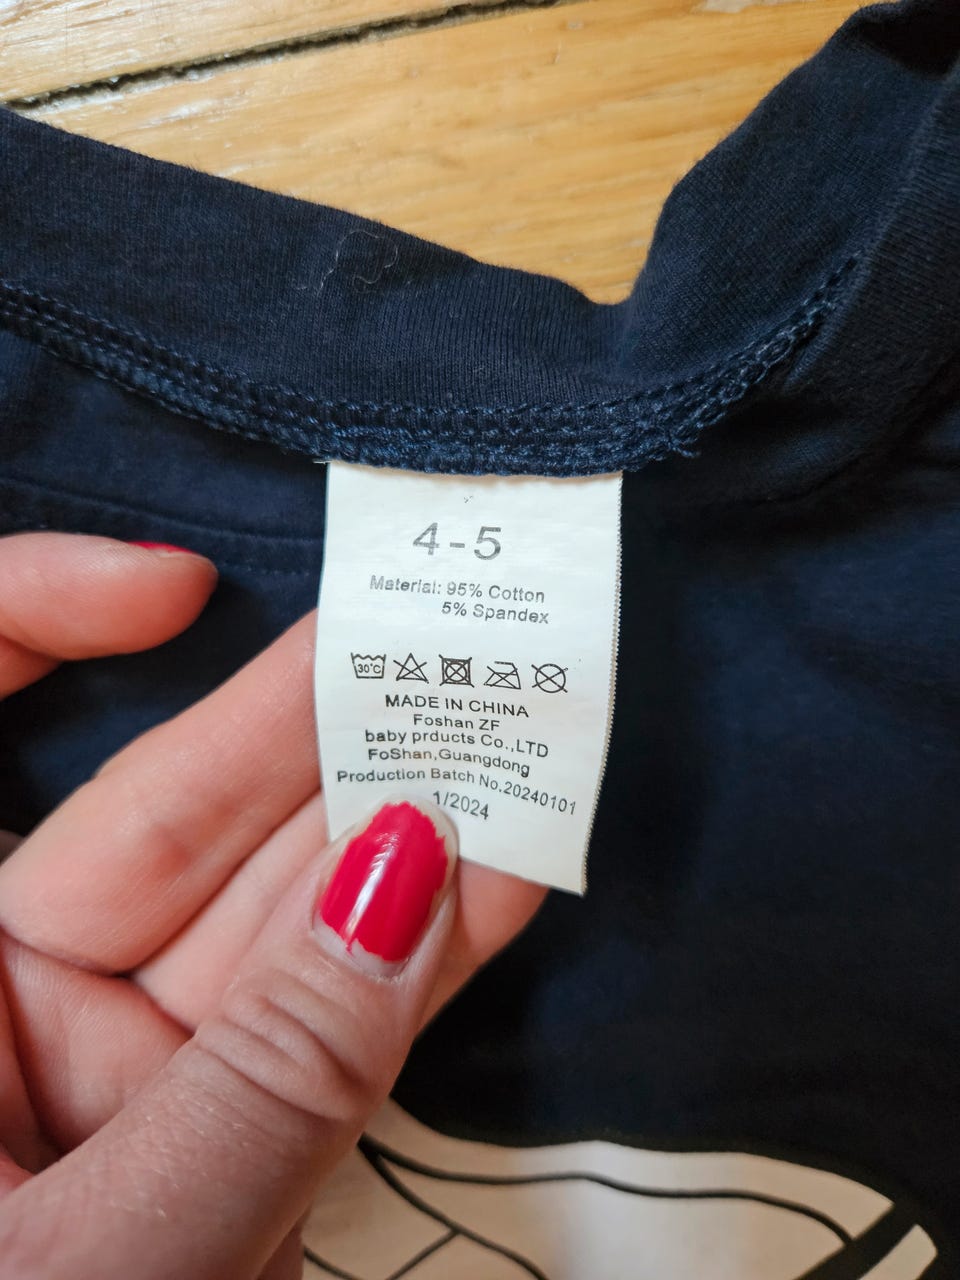 4-5
Material: 95% Cotton
5% Spandex
30°C
MADE IN CHINA
Foshan ZF
baby prducts Co.,LTD
FoShan,Guangdong
Production Batch No.20240101
1/2024